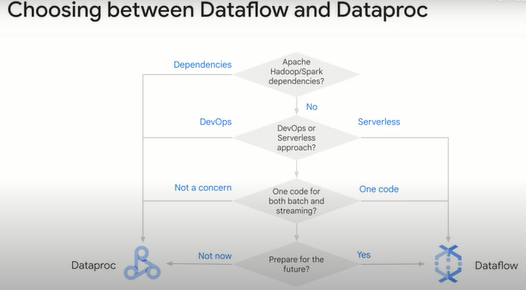 Choosing between Dataflow and Dataproc
Dependencies
Apache
Hadoop/Spark
dependencies?
No
DevOps
DevOps or
Serverless
approach?
Serverless
Not a concern
One code for
both batch and
streaming?
One code
Dataproc
Not now
Prepare for the
future?
Yes
Dataflow